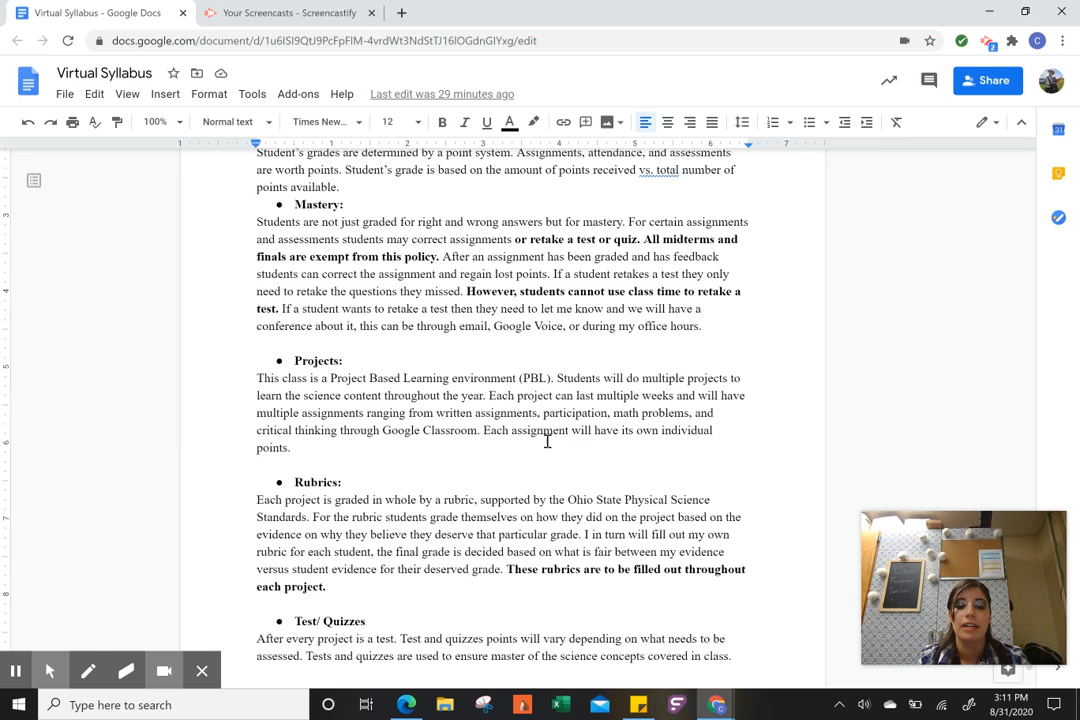 Virtual Syllabus - Google Docs
Your Screencasts - Screencastify
docs.google.com/document/d/1u6ISI9QtJ9PcFpFlM-4vrdWt3NdStTJ16lOGdnGlYxg/edit
C
Virtual Syllabus
Share
File Edit View Insert Format Tools Add-ons Help Last edit was 29 minutes ago
100% Normal text Times New... 12 B I U A
1 1 2 3 4 5 6 7
Student's grades are determined by a point system. Assignments, attendance, and assessments
are worth points. Student's grade is based on the amount of points received vs. total number of
points available.
● Mastery:
Students are not just graded for right and wrong answers but for mastery. For certain assignments
and assessments students may correct assignments or retake a test or quiz. All midterms and
finals are exempt from this policy. After an assignment has been graded and has feedback
students can correct the assignment and regain lost points. If a student retakes a test they only
need to retake the questions they missed. However, students cannot use class time to retake a
test. If a student wants to retake a test then they need to let me know and we will have a
conference about it, this can be through email, Google Voice, or during my office hours.
● Projects:
This class is a Project Based Learning environment (PBL). Students will do multiple projects to
learn the science content throughout the year. Each project can last multiple weeks and will have
multiple assignments ranging from written assignments, participation, math problems, and
critical thinking through Google Classroom. Each assignment will have its own individual
points.
● Rubrics:
Each project is graded in whole by a rubric, supported by the Ohio State Physical Science
Standards. For the rubric students grade themselves on how they did on the project based on the
evidence on why they believe they deserve that particular grade. I in turn will fill out my own
rubric for each student, the final grade is decided based on what is fair between my evidence
versus student evidence for their deserved grade. These rubrics are to be filled out throughout
each project.
● Test/ Quizzes
After every project is a test. Test and quizzes points will vary depending on what needs to be
assessed. Tests and quizzes are used to ensure master of the science concepts covered in class.
Type here to search
3:11 PM
8/31/2020